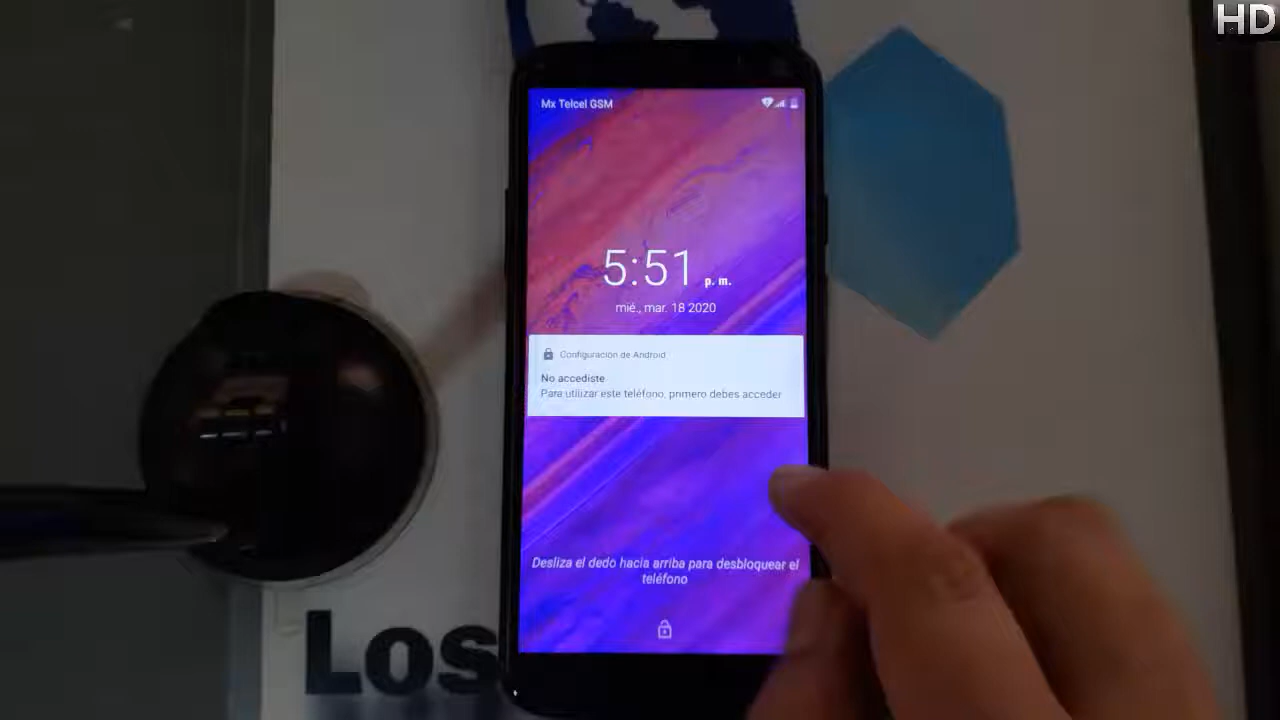 HD
Mx Telcel GSM
5:51 p. m.
mié., mar. 18 2020
Configuración de Android
No accediste
Para utilizar este teléfono, primero debes acceder
Desliza el dedo hacia arriba para desbloquear el
teléfono
Los